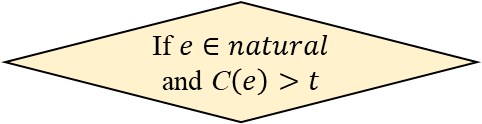 If e ∈ natural
and C(e) > t